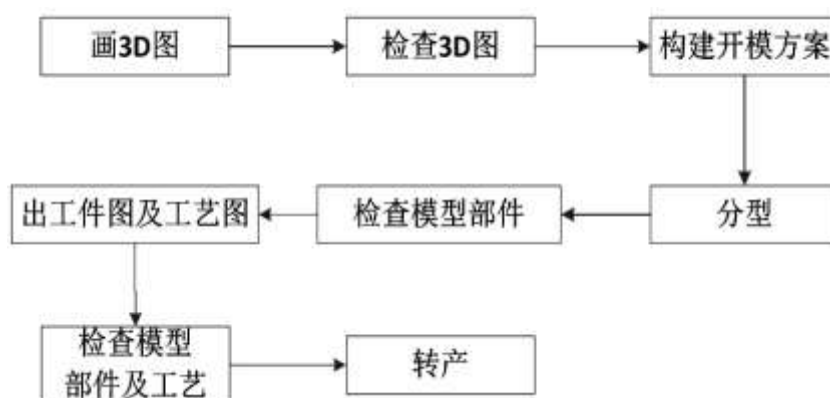 画3D图
检查3D图
构建开模方案
分型
检查模型部件
出工件图及工艺图
检查模型
部件及工艺
转产